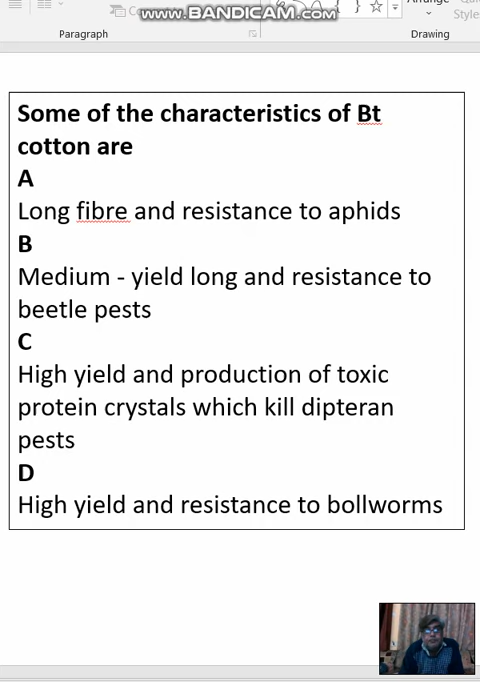 www.BANDICAM.com
Paragraph
Drawing
Some of the characteristics of Bt
cotton are
A
Long fibre and resistance to aphids
B
Medium - yield long and resistance to
beetle pests
C
High yield and production of toxic
protein crystals which kill dipteran
pests
D
High yield and resistance to bollworms